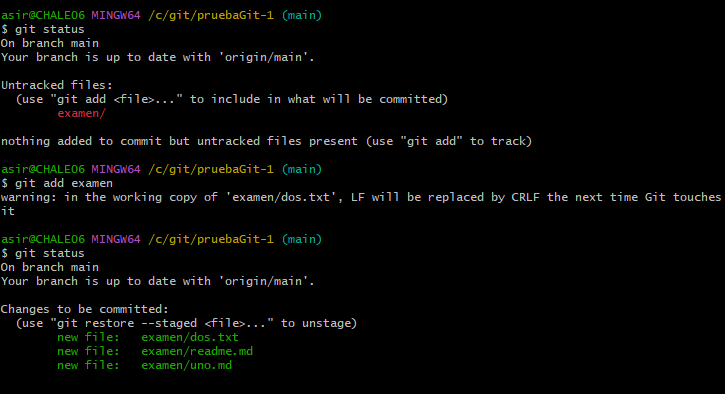 asir@CHALEO6 MINGW64 /c/git/pruebaGit-1 (main)
$ git status
On branch main
Your branch is up to date with 'origin/main'.
Untracked files:
(use "git add <file>..." to include in what will be committed)
examen/
nothing added to commit but untracked files present (use "git add" to track)
asir@CHALEO6 MINGW64 /c/git/pruebaGit-1 (main)
$ git add examen
warning: in the working copy of 'examen/dos.txt', LF will be replaced by CRLF the next time Git touches
it
asir@CHALEO6 MINGW64 /c/git/pruebaGit-1 (main)
$ git status
On branch main
Your branch is up to date with 'origin/main'.
Changes to be committed:
(use "git restore --staged <file>..." to unstage)
new file:   examen/dos.txt
new file:   examen/readme.md
new file:   examen/uno.md